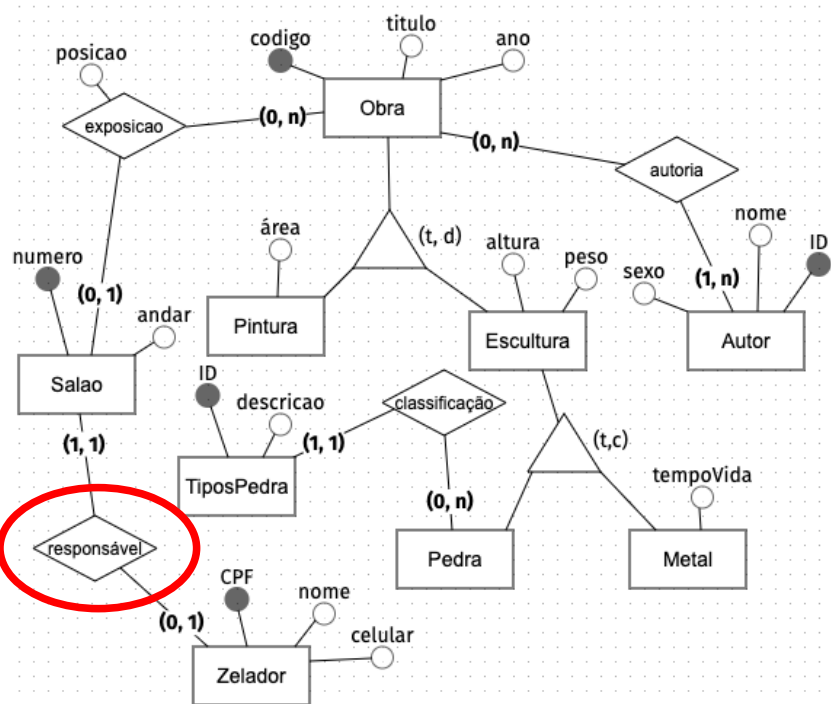 titulo
codigo
ano
posicao
Obra
exposicao
(0, n)
(0, n)
autoria
nome
área
(t, d)
altura
ID
numero
peso
sexo
(0, 1)
(1, n)
andar
Pintura
Escultura
Autor
ID
Salao
descricao
classificação
(1, 1)
(1, 1)
(t,c)
tempoVida
TiposPedra
(0, n)
responsável
Pedra
Metal
CPF
nome
(0, 1)
celular
Zelador